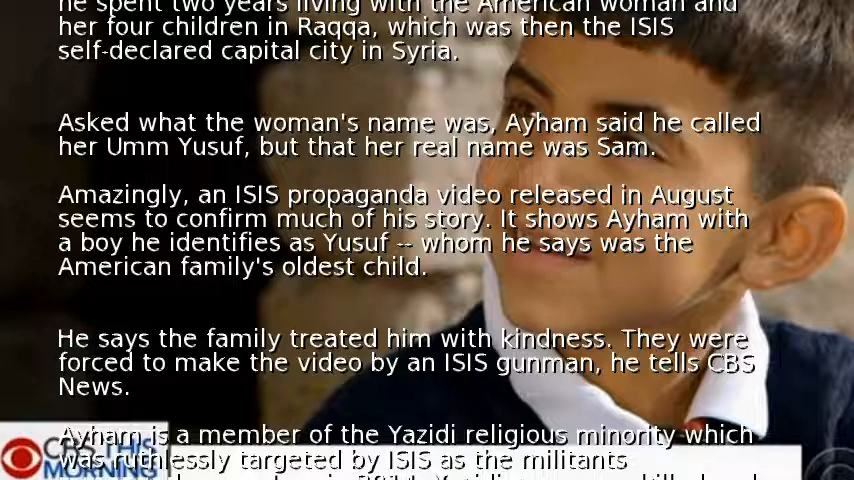 he spent two years living with the American woman and
her four children in Raqqa, which was then the ISIS
self-declared capital city in Syria.
Asked what the woman's name was, Ayham said he called
her Umm Yusuf, but that her real name was Sam.
Amazingly, an ISIS propaganda video released in August
seems to confirm much of his story. It shows Ayham with
a boy he identifies as Yusuf -- whom he says was the
American family's oldest child.
He says the family treated him with kindness. They were
forced to make the video by an ISIS gunman, he tells CBS
News.
Ayham is a member of the Yazidi religious minority which
was ruthlessly targeted by ISIS as the militants
CBS THIS
MORNING